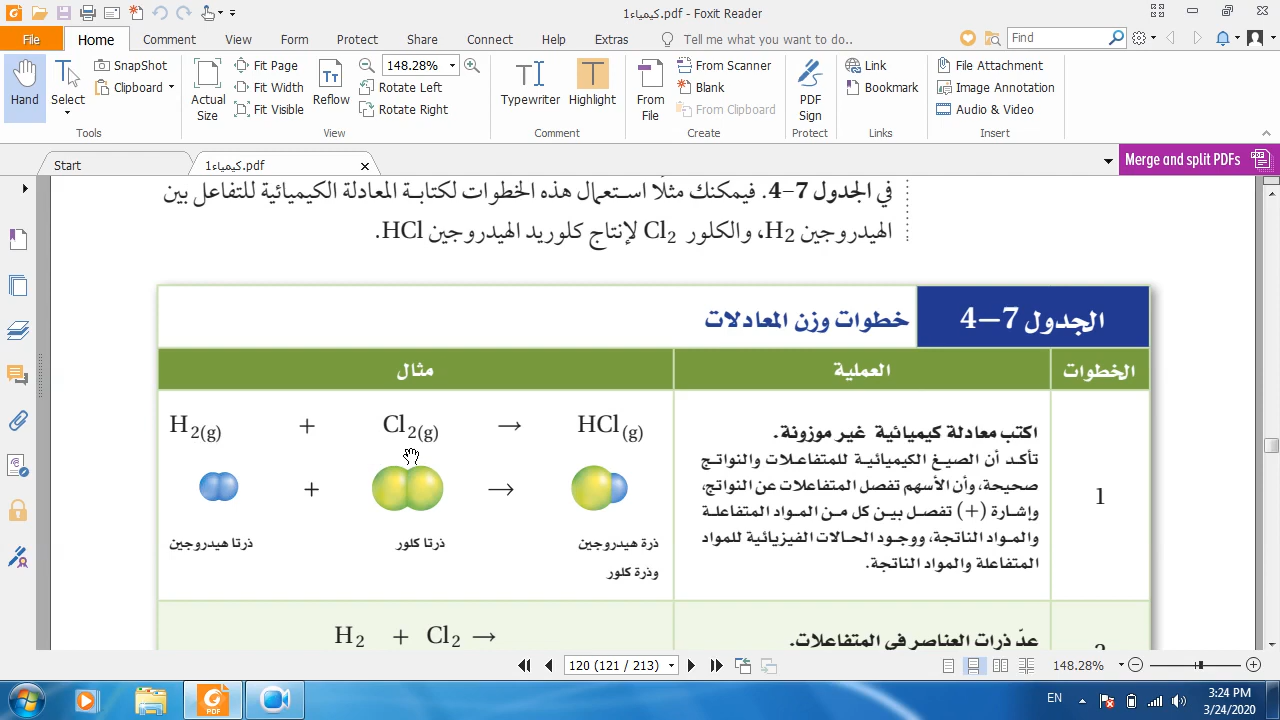 كيمياء1.pdf - Foxit Reader
File Home Comment View Form Protect Share Connect Help Extras Tell me what you want to do.. Find
Hand
Select
SnapShot
Clipboard
Tools
Actual Size
Fit Page
Fit Width
Fit Visible
Reflow
148.28%
Rotate Left
Rotate Right
View
Typewriter
Highlight
Comment
From File
From Scanner
Blank
From Clipboard
Create
PDF Sign
Protect
Link
Bookmark
Links
File Attachment
Image Annotation
Audio & Video
Insert
Start
كيمياء1.pdf
Merge and split PDFs
في الجدول 7-4. فيمكنك مثلًا استعمال هذه الخطوات لكتابة المعادلة الكيميائية للتفاعل بين
الهيدروجين H2، والكلور Cl2 لإنتاج كلوريد الهيدروجين HCl.
الجدول 7-4
خطوات وزن المعادلات
الخطوات
العملية
مثال
1
اكتب معادلة كيميائية غير موزونة.
تأكد أن الصيغ الكيميائية للمتفاعلات والنواتج
صحيحة، وأن الأسهم تفصل المتفاعلات عن النواتج،
وإشارة (+) تفصل بين كل من المواد المتفاعلة
والمواد الناتجة، ووجود الحالات الفيزيائية للمواد
المتفاعلة والمواد الناتجة.
H2(g) + Cl2(g) → HCl(g)
+ →
ذرتا هيدروجين
ذرتا كلور
ذرة هيدروجين
وذرة كلور
عدّ ذرات العناصر في المتفاعلات.
H2 + Cl2 →
120 (121 / 213)
148.28%
EN
3:24 PM
3/24/2020